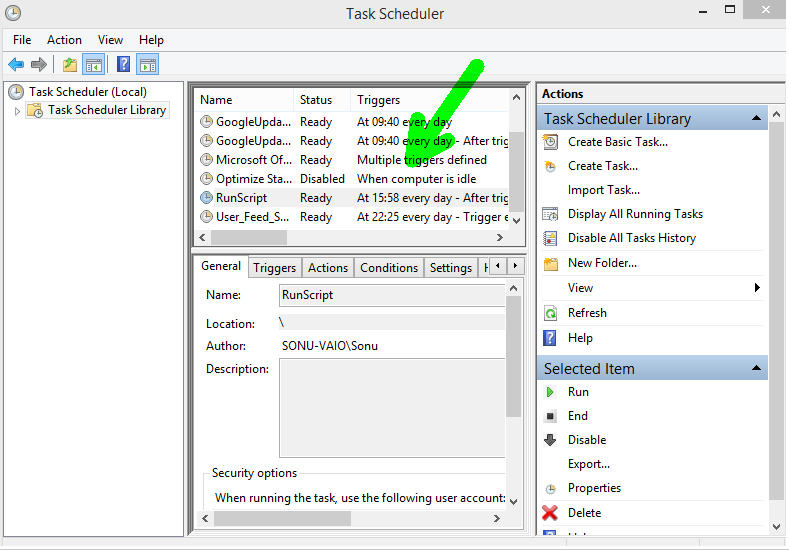 Task Scheduler
File Action View Help
Task Scheduler (Local)
Task Scheduler Library
Name Status Triggers
GoogleUpda... Ready At 09:40 every day
GoogleUpda... Ready At 09:40 every day - After trig
Microsoft Of... Ready Multiple triggers defined
Optimize Sta... Disabled When computer is idle
RunScript Ready At 15:58 every day - After trig
User_Feed_S... Ready At 22:25 every day - Trigger e
General Triggers Actions Conditions Settings
Name: RunScript
Location: \
Author: SONU-VAIO\Sonu
Description:
Security options
When running the task, use the following user account:
Actions
Task Scheduler Library
Create Basic Task...
Create Task...
Import Task...
Display All Running Tasks
Disable All Tasks History
New Folder...
View
Refresh
Help
Selected Item
Run
End
Disable
Export...
Properties
Delete